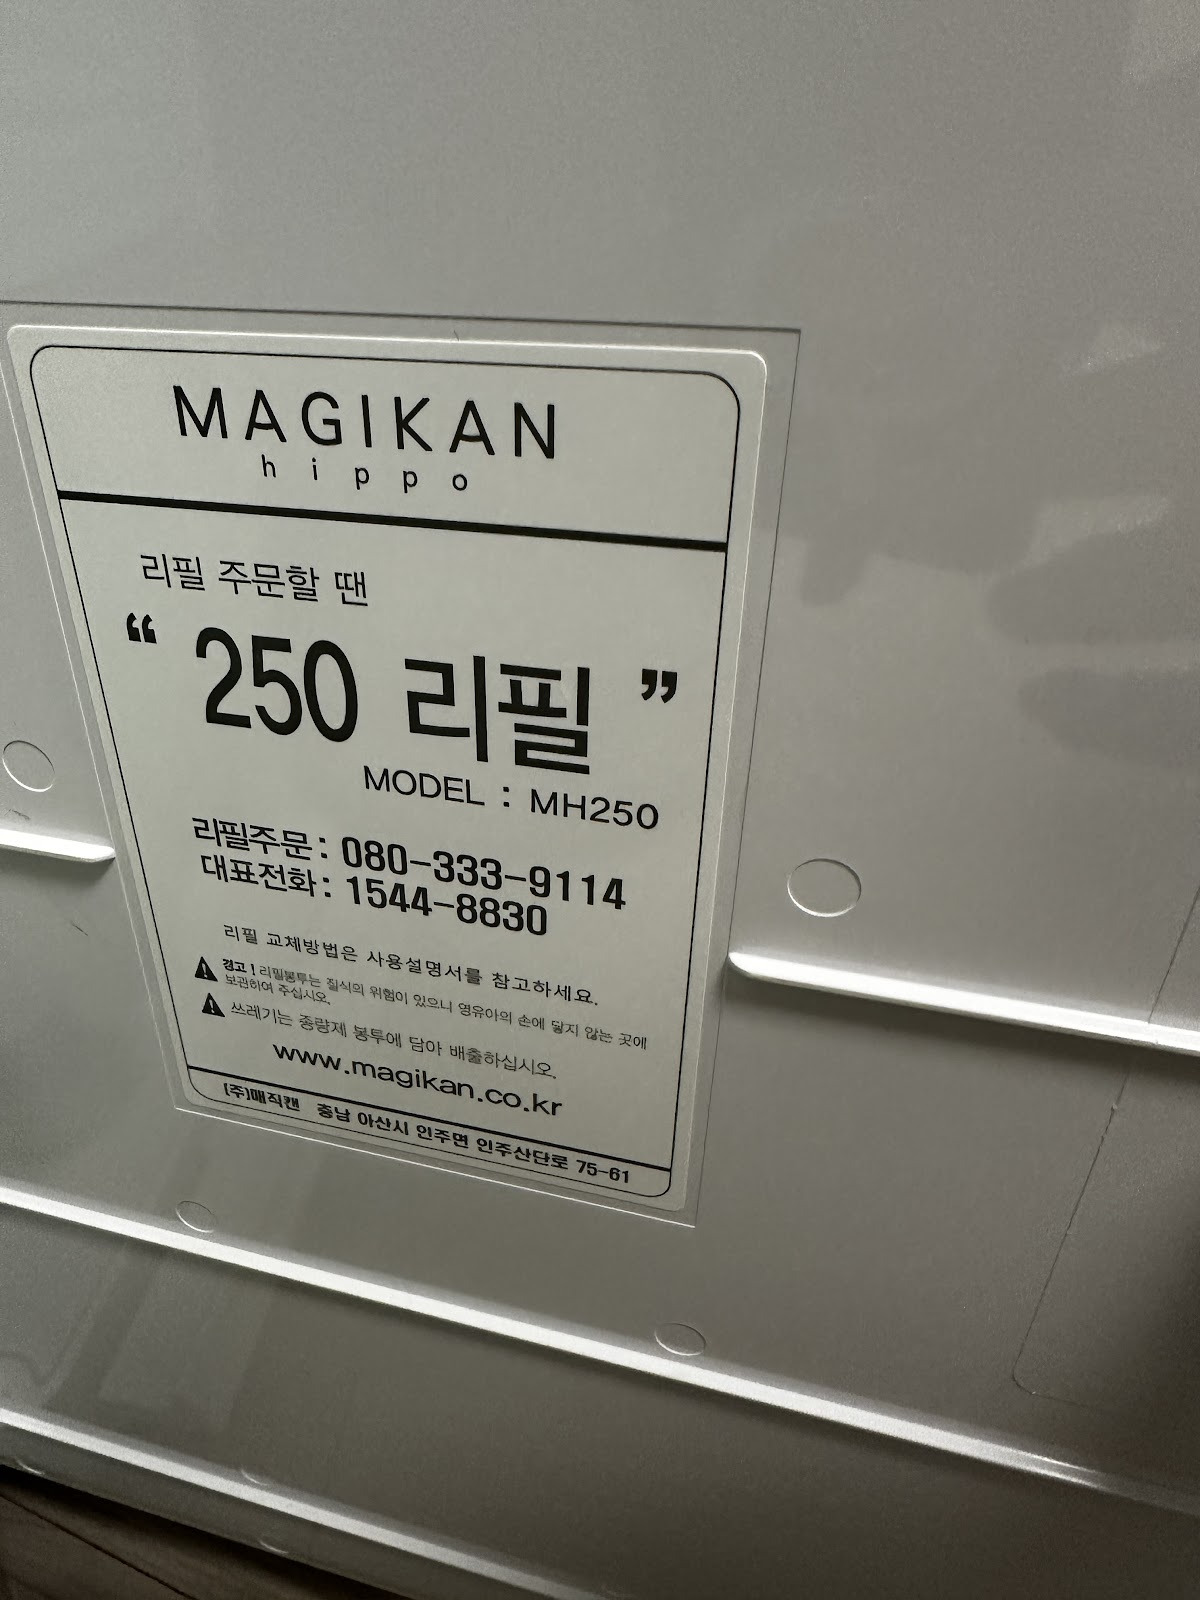 MAGIKAN
hippo
리필 주문할 땐
“ 250 리필 ”
MODEL : MH250
리필주문 : 080-333-9114
대표전화 : 1544-8830
리필 교체방법은 사용설명서를 참고하세요.
경고! 리필봉투는 질식의 위험이 있으니 영유아의 손에 닿지 않는 곳에
보관하여 주십시오.
쓰레기는 종량제 봉투에 담아 배출하십시오.
www.magikan.co.kr
(주)매직캔 충남 아산시 인주면 인주산단로 75-61